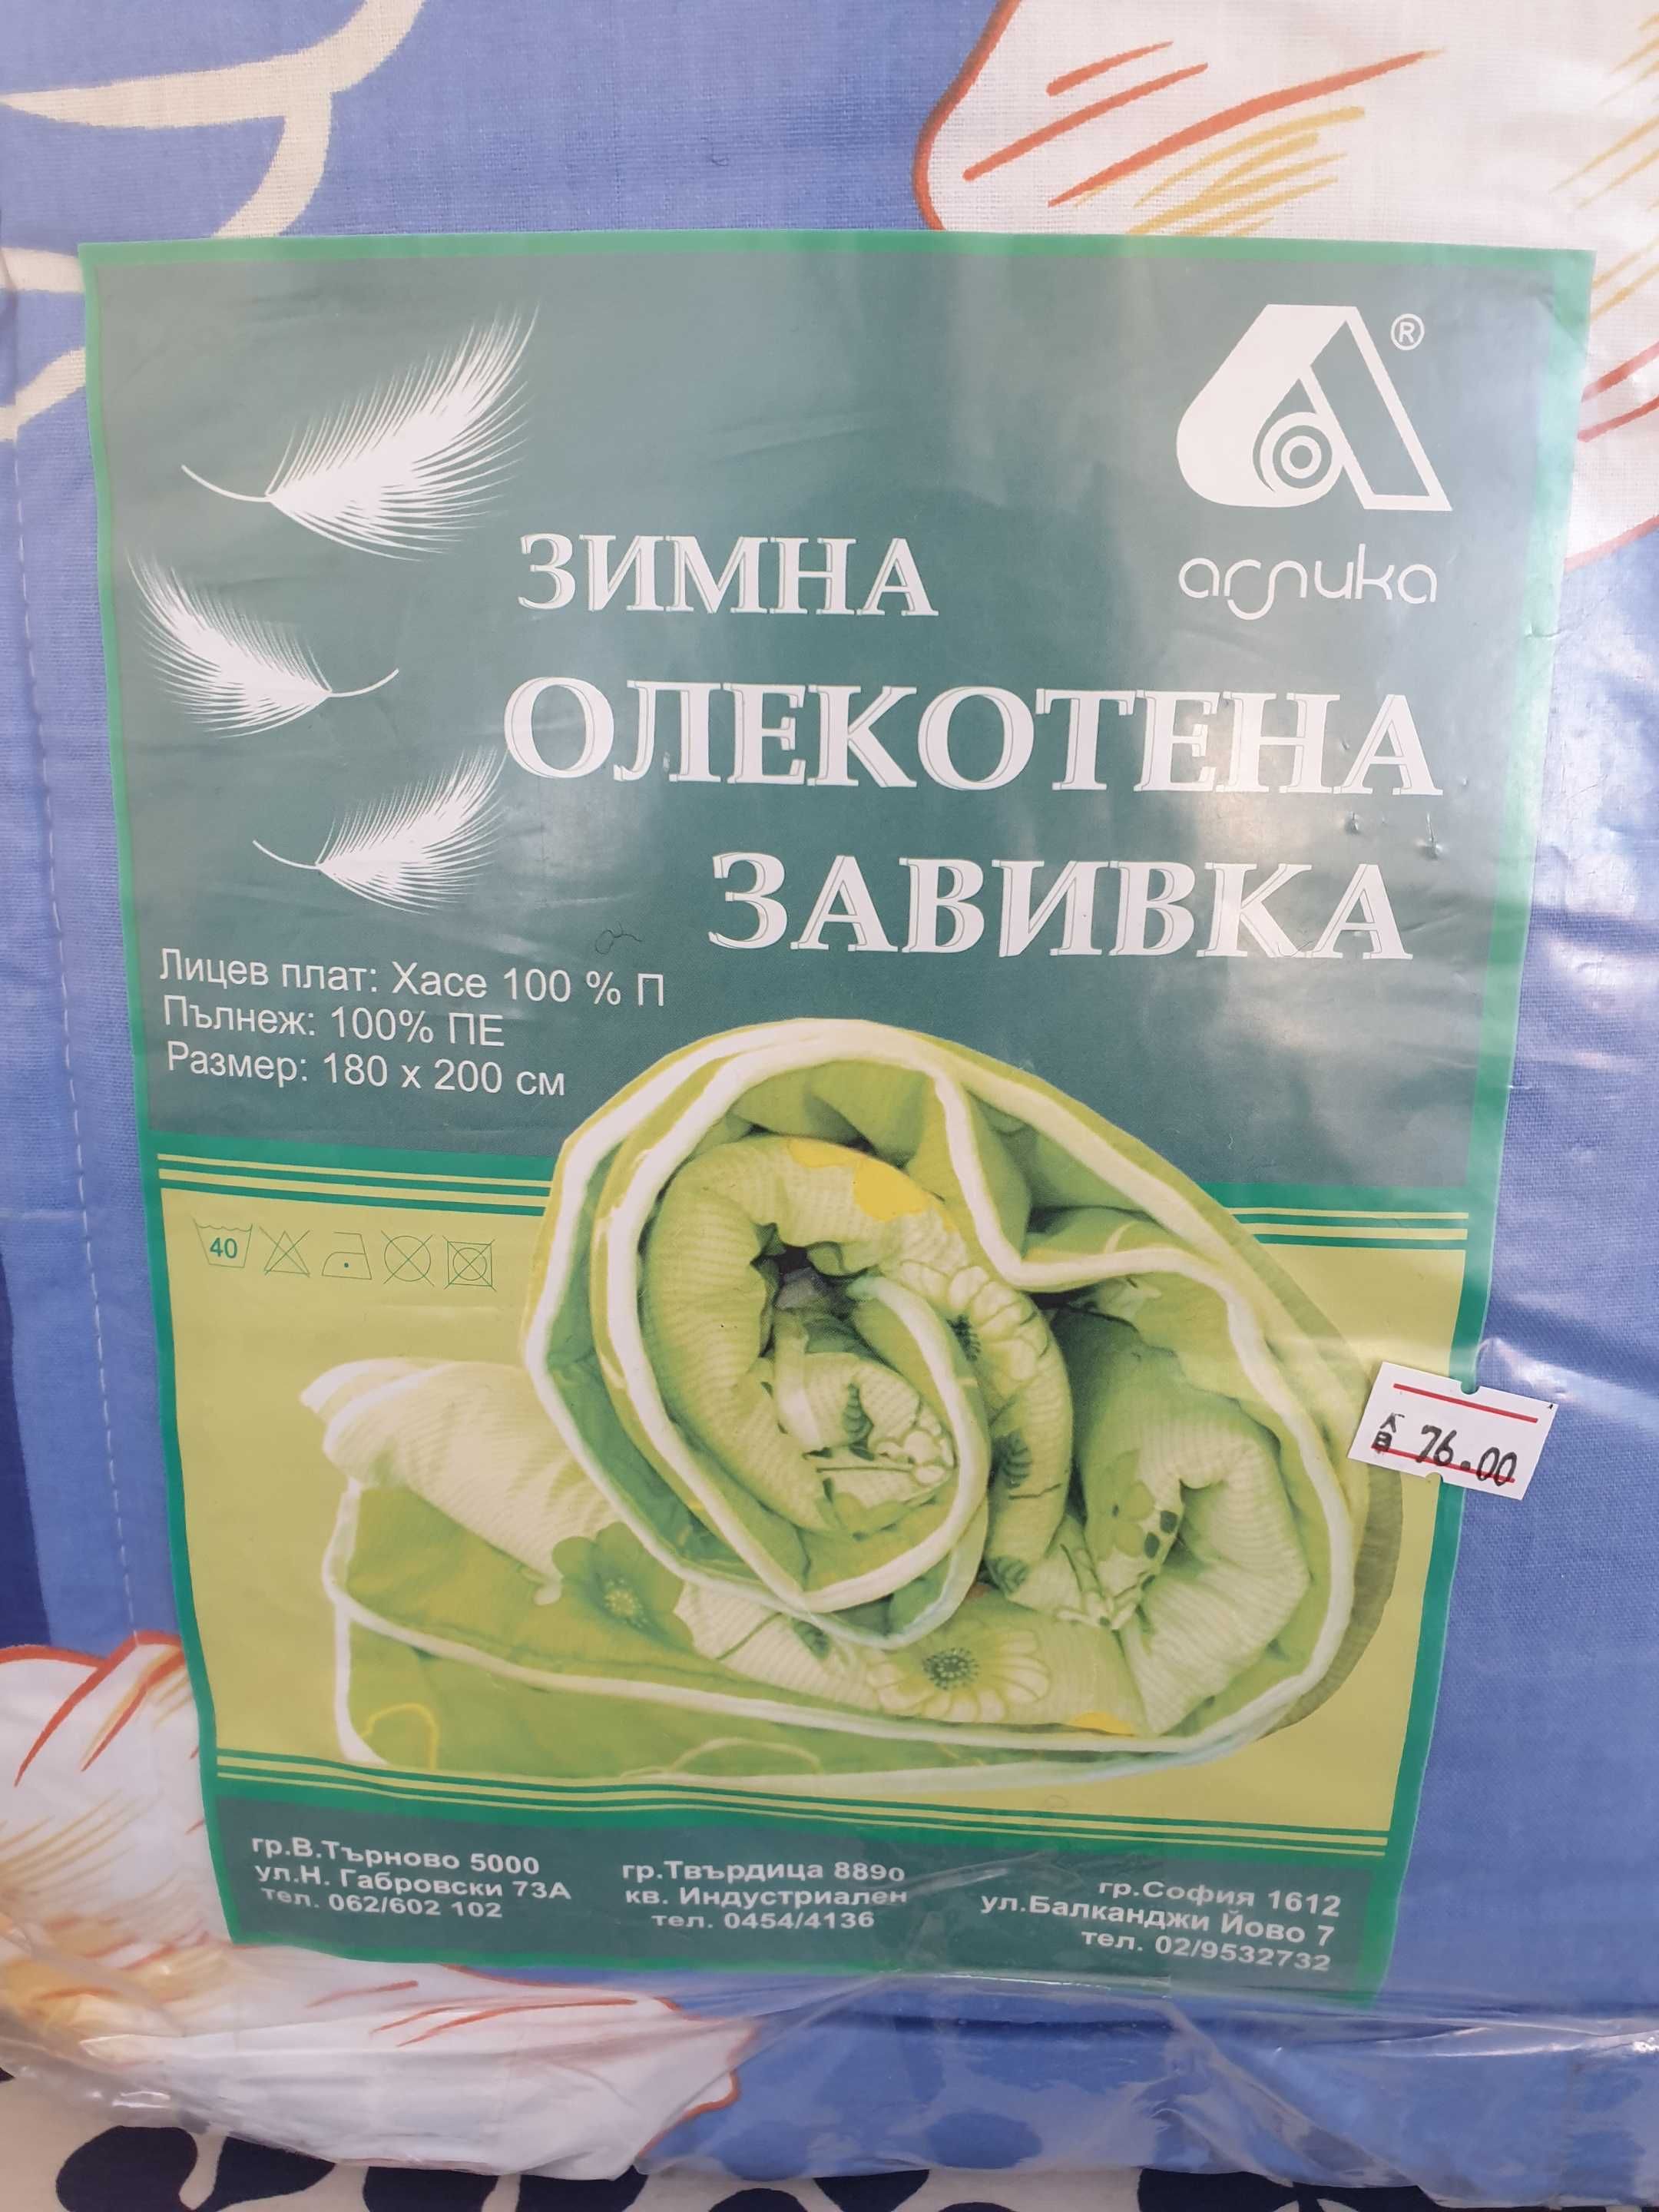 ®
аглика
ЗИМНА
ОЛЕКОТЕНА
ЗАВИВКА
Лицев плат: Хасе 100 % П
Пълнеж: 100% ПЕ
Размер: 180 х 200 см
40
КВ 76.00
гр.В.Търново 5000
ул.Н. Габровски 73А
тел. 062/602 102
гр.Твърдица 8890
кв. Индустриален
тел. 0454/4136
гр.София 1612
ул.Балканджи Йово 7
тел. 02/9532732